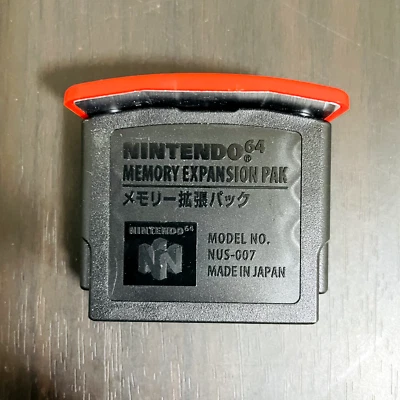 NINTENDO64®
MEMORY EXPANSION PAK
メモリー拡張パック
NINTENDO64
MODEL NO.
NUS-007
MADE IN JAPAN